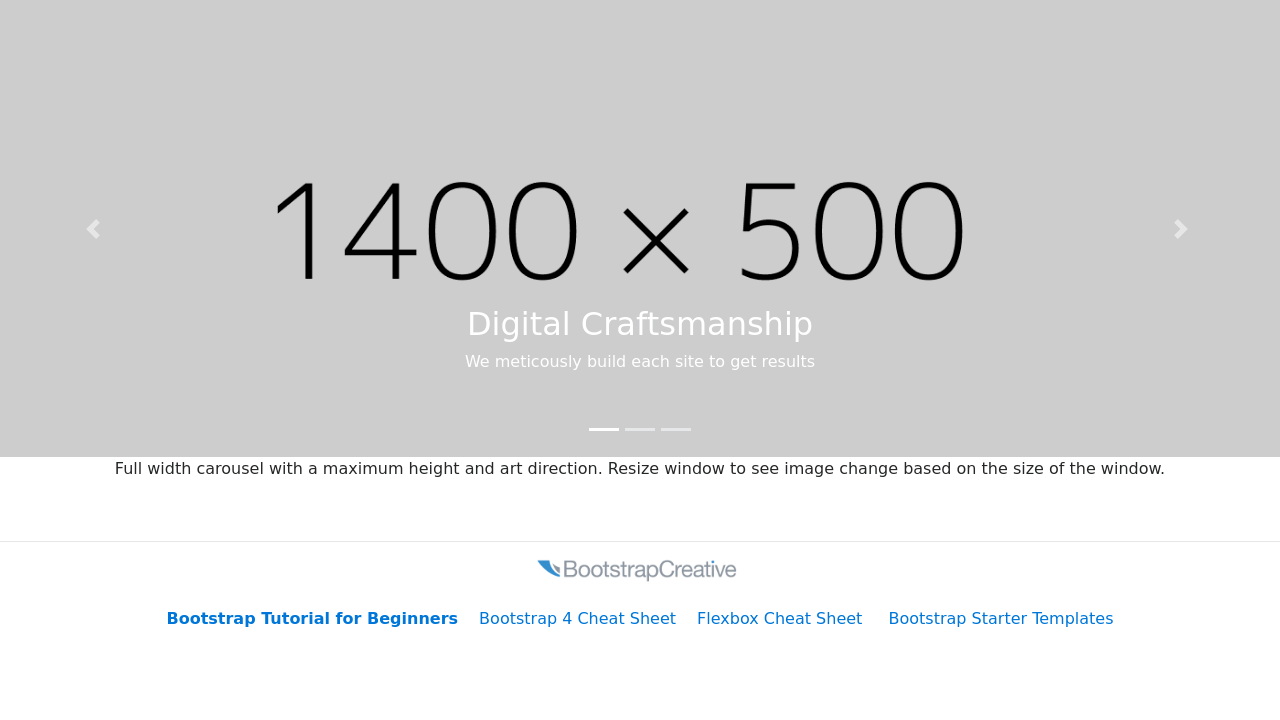 1400 × 500
Digital Craftsmanship
We meticously build each site to get results
Full width carousel with a maximum height and art direction. Resize window to see image change based on the size of the window.
BootstrapCreative
Bootstrap Tutorial for Beginners Bootstrap 4 Cheat Sheet Flexbox Cheat Sheet Bootstrap Starter Templates